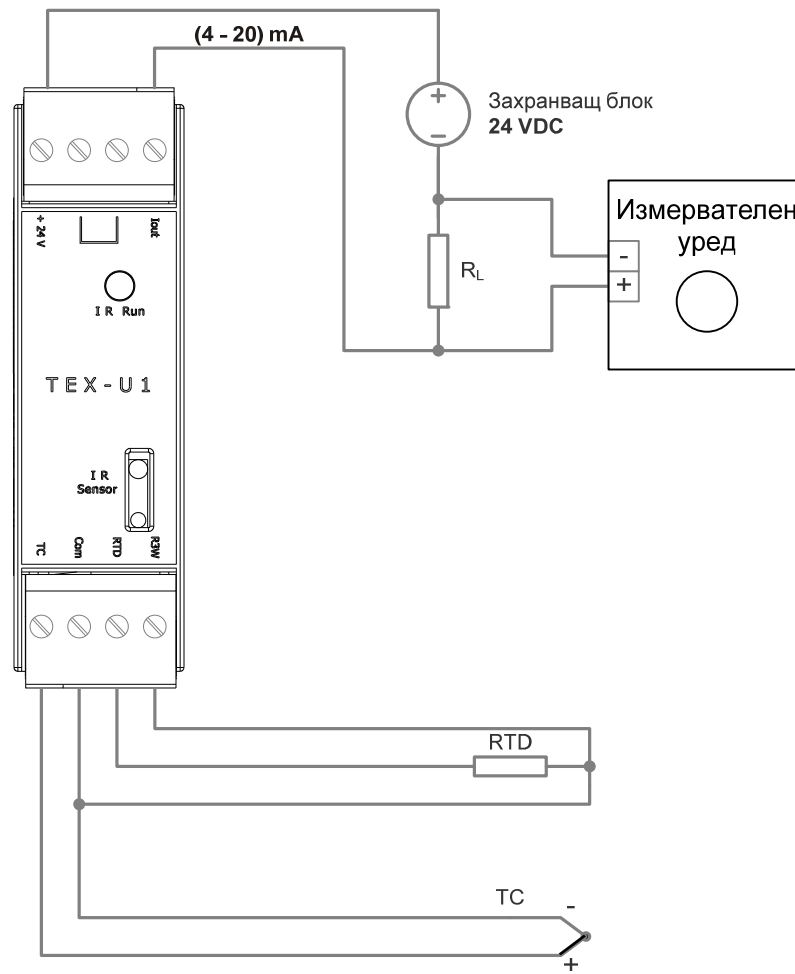 (4 - 20) mA
+
Захранващ блок
24 VDC
–
+ 24 V
Iout
Измервателен
уред
-
+
RL
I R Run
TEX-U1
I R
Sensor
TC
Com
RTD
R3W
RTD
TC
-
+